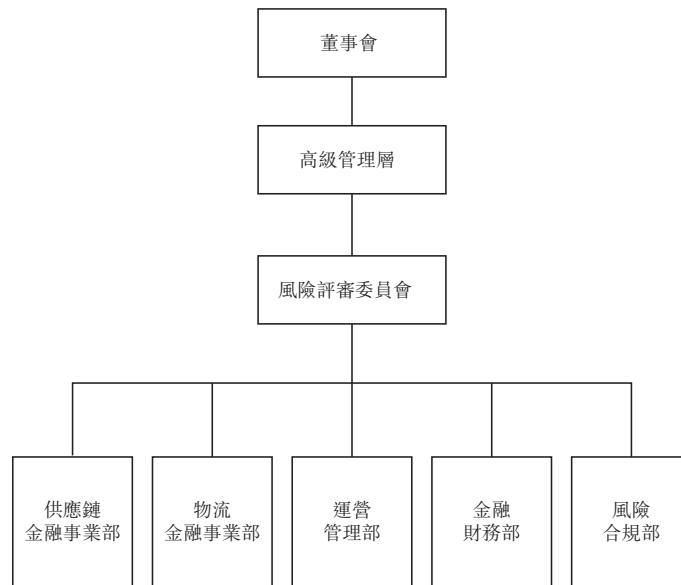 董事會
高級管理層
風險評審委員會
供應鏈
金融事業部
物流
金融事業部
運營
管理部
金融
財務部
風險
合規部